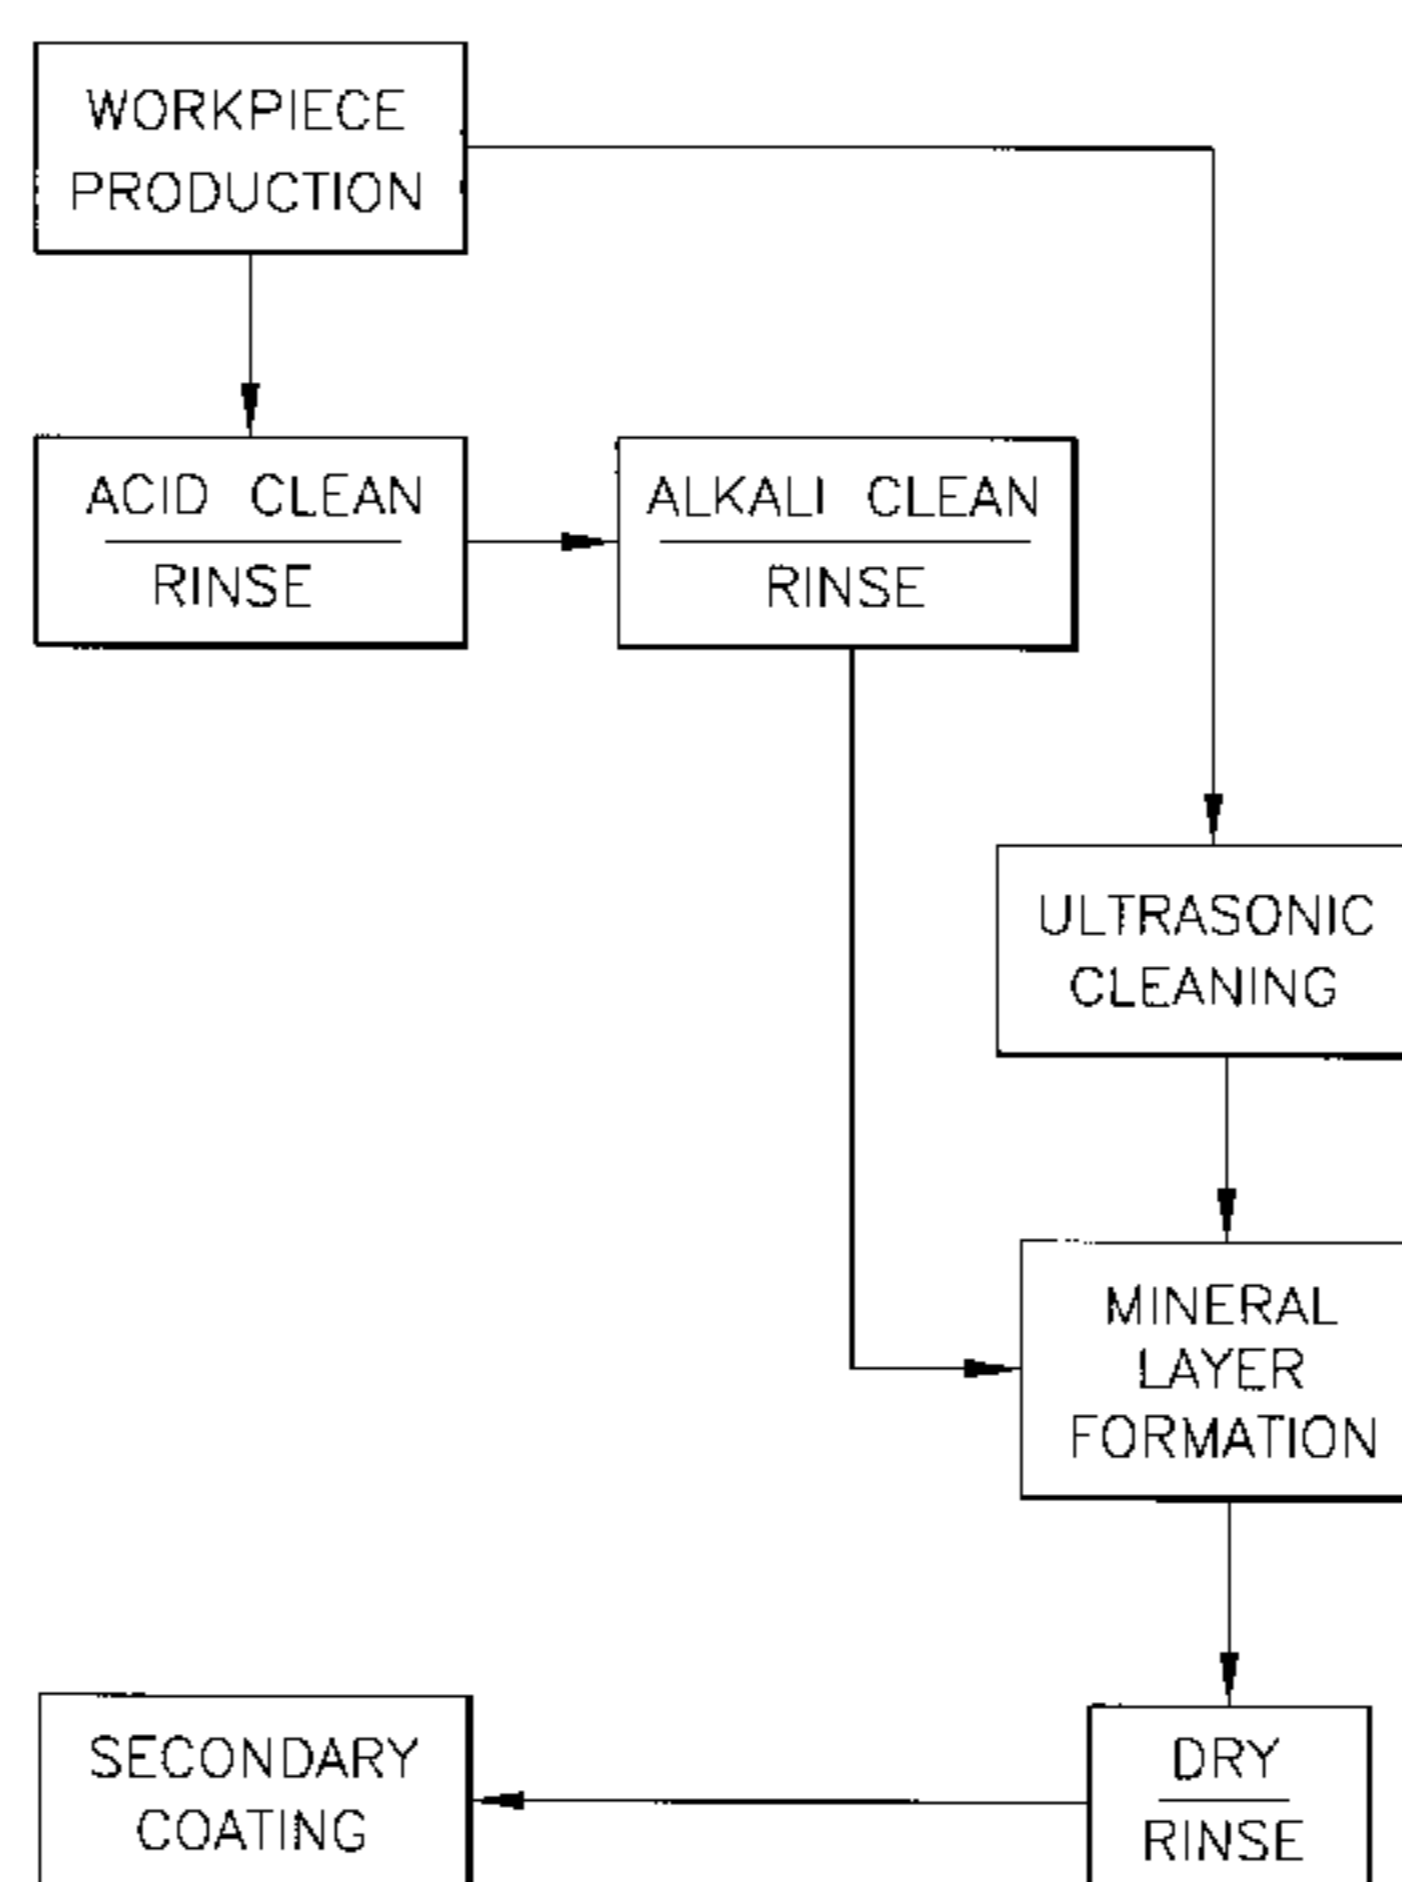 WORKPIECE
PRODUCTION
ACID CLEAN
RINSE
ALKALI CLEAN
RINSE
ULTRASONIC
CLEANING
MINERAL
LAYER
FORMATION
SECONDARY
COATING
DRY
RINSE